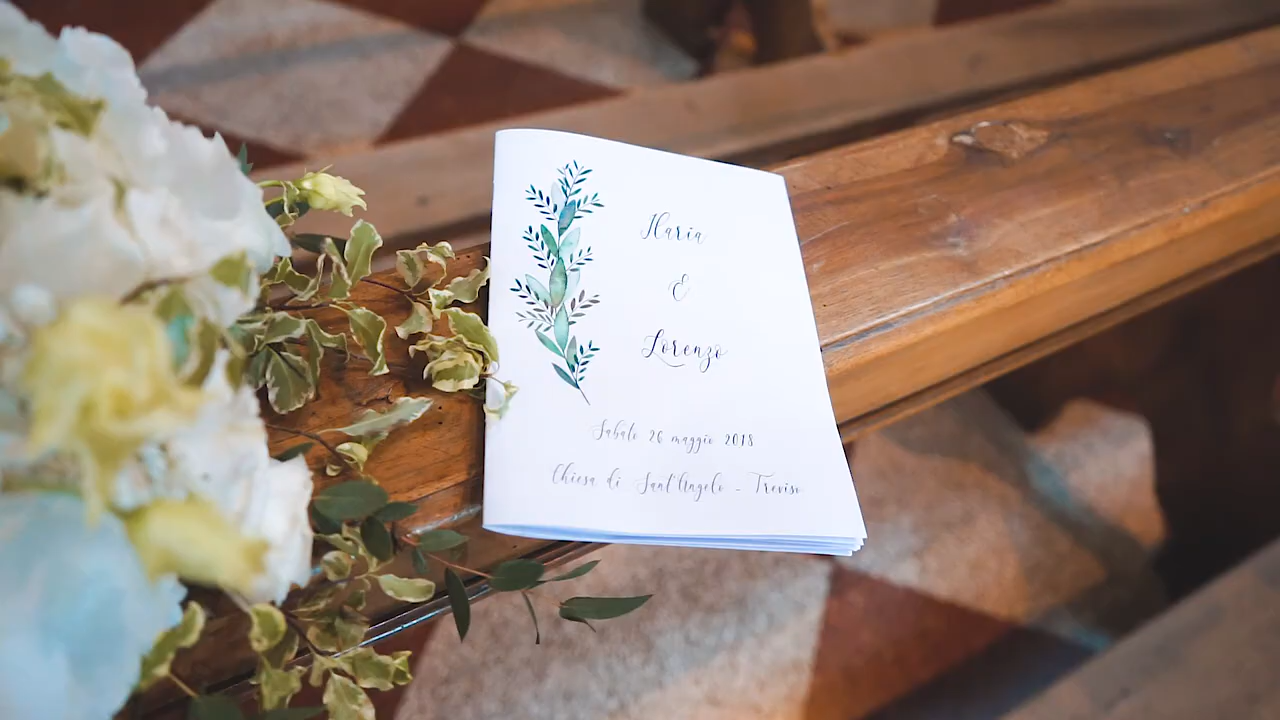 Ilaria
&
Lorenzo
Sabato 26 maggio 2018
Chiesa di Sant'Angelo - Treviso